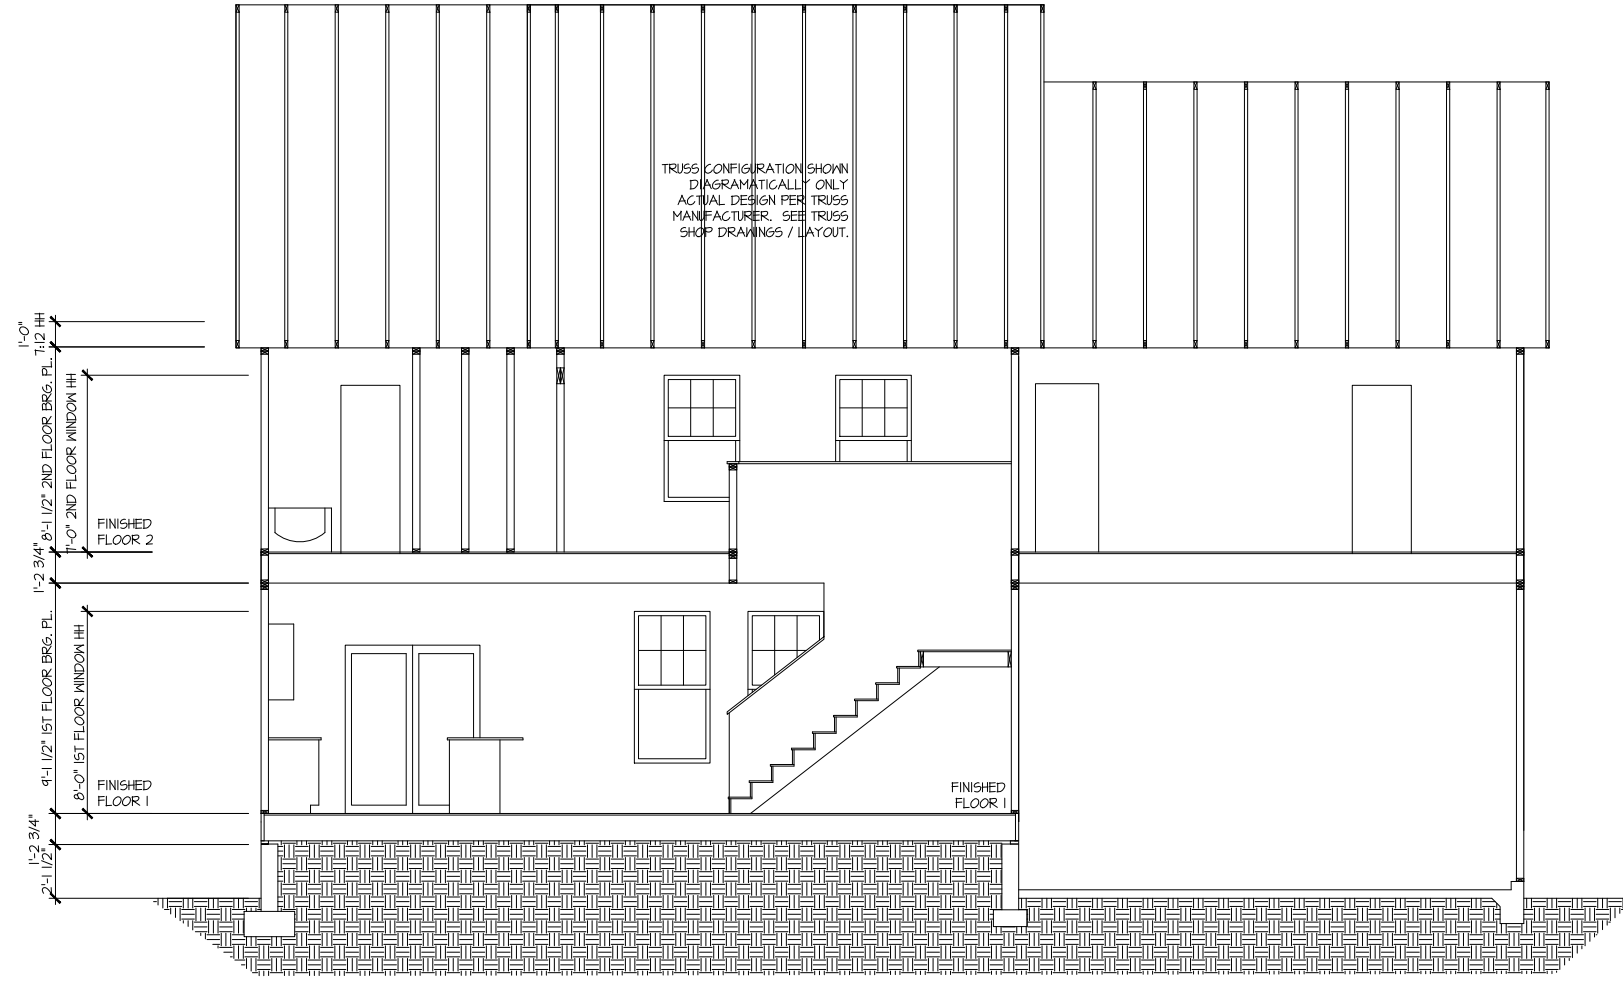 TRUSS CONFIGURATION SHOWN
DIAGRAMATICALLY ONLY
ACTUAL DESIGN PER TRUSS
MANUFACTURER. SEE TRUSS
SHOP DRAWINGS / LAYOUT.
1'-0"
7:12 HH
8'-1 1/2" 2ND FLOOR BRG. PL.
7'-0" 2ND FLOOR WINDOW HH
FINISHED
FLOOR 2
1'-2 3/4"
9'-1 1/2" 1ST FLOOR BRG. PL.
8'-0" 1ST FLOOR WINDOW HH
FINISHED
FLOOR 1
FINISHED
FLOOR 1
1'-2 3/4"
2'-1 1/2"